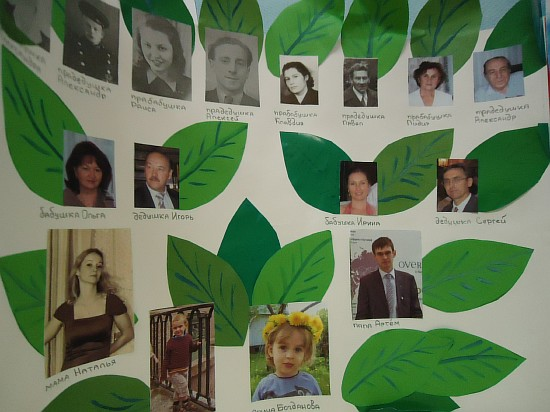 прадедушка
Александр
прабабушка
Раиса
прадедушка
Алексей
прабабушка
Клавдия
прадедушка
Павел
прабабушка
прадедушка
Александр
бабушка Ольга
дедушка Игорь
бабушка Ирина
дедушка Сергей
мама Наталья
папа Артем
Богданова